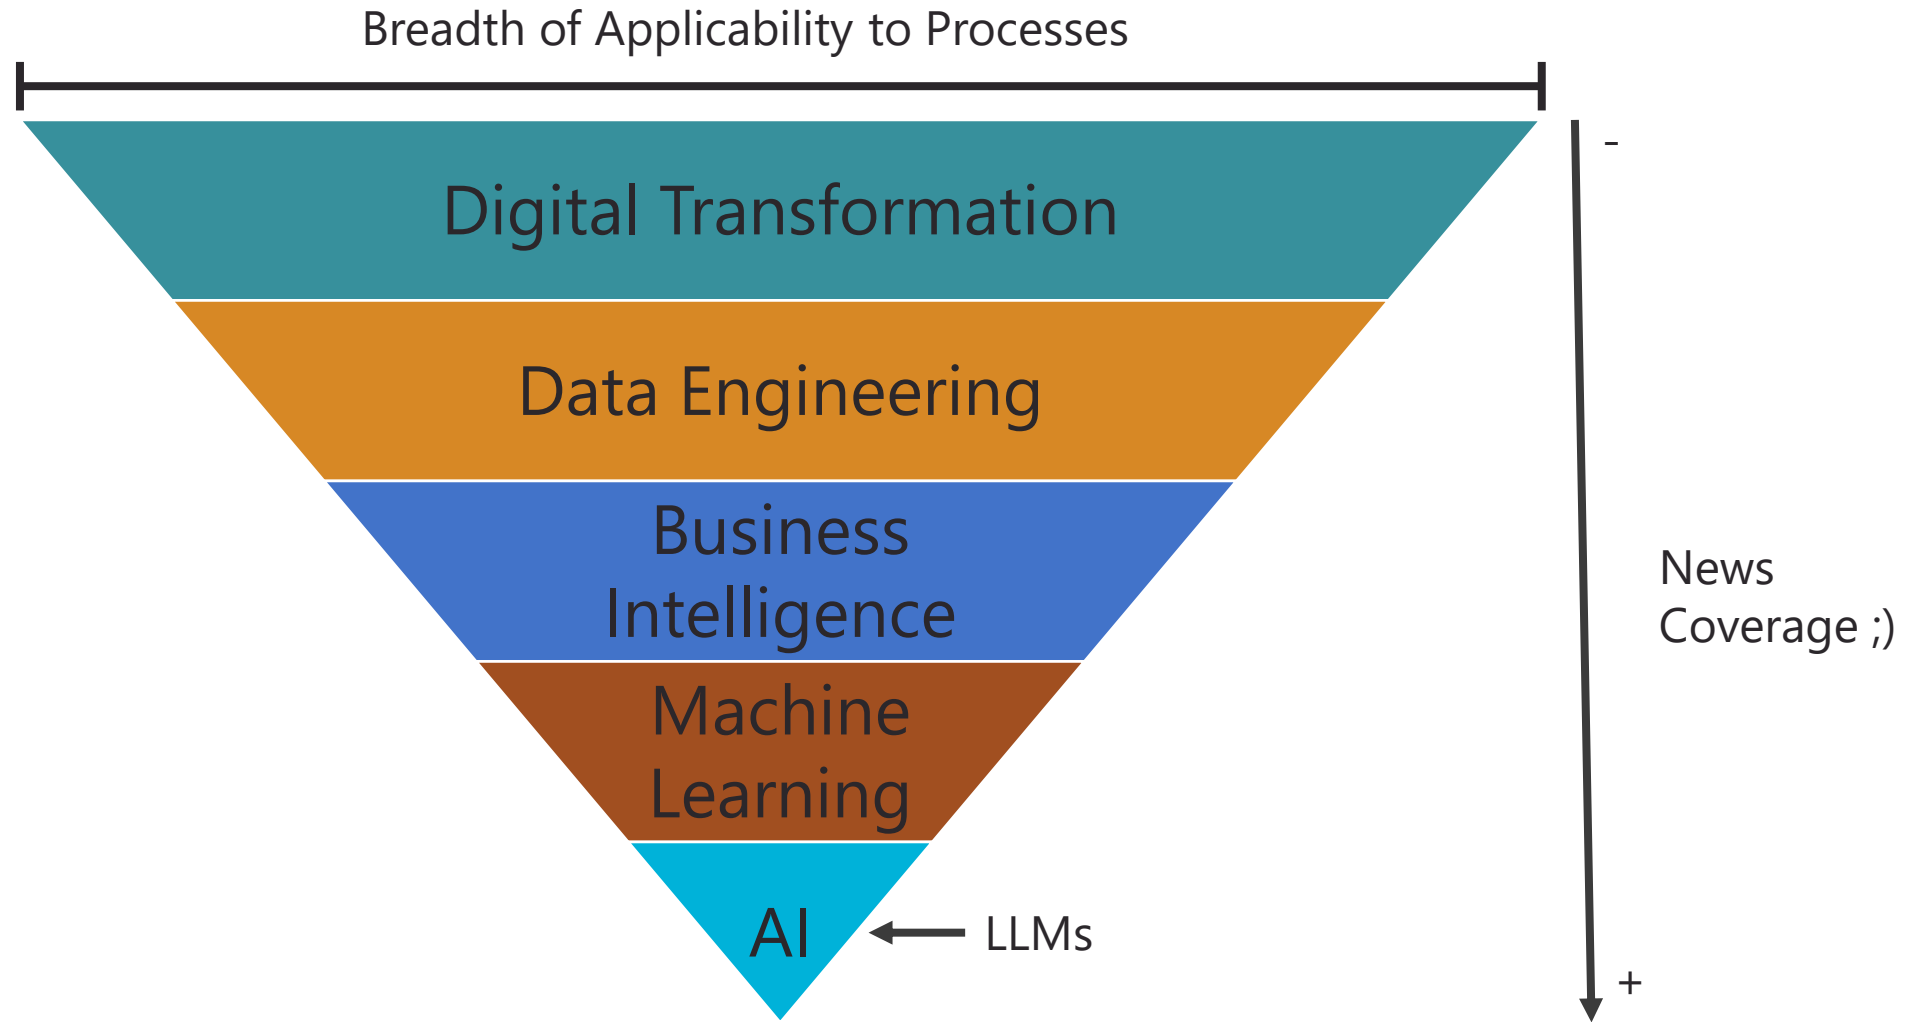 Breadth of Applicability to Processes
-
Digital Transformation
Data Engineering
Business
Intelligence
News
Coverage ;)
Machine
Learning
AI
LLMs
+